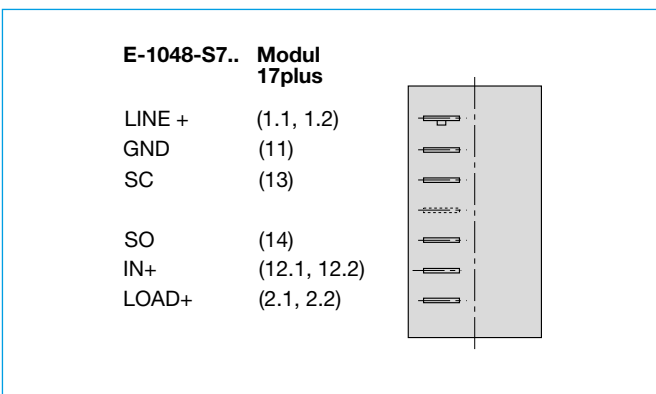 E-1048-S7.. Modul
17plus
LINE + (1.1, 1.2)
GND (11)
SC (13)
SO (14)
IN+ (12.1, 12.2)
LOAD+ (2.1, 2.2)